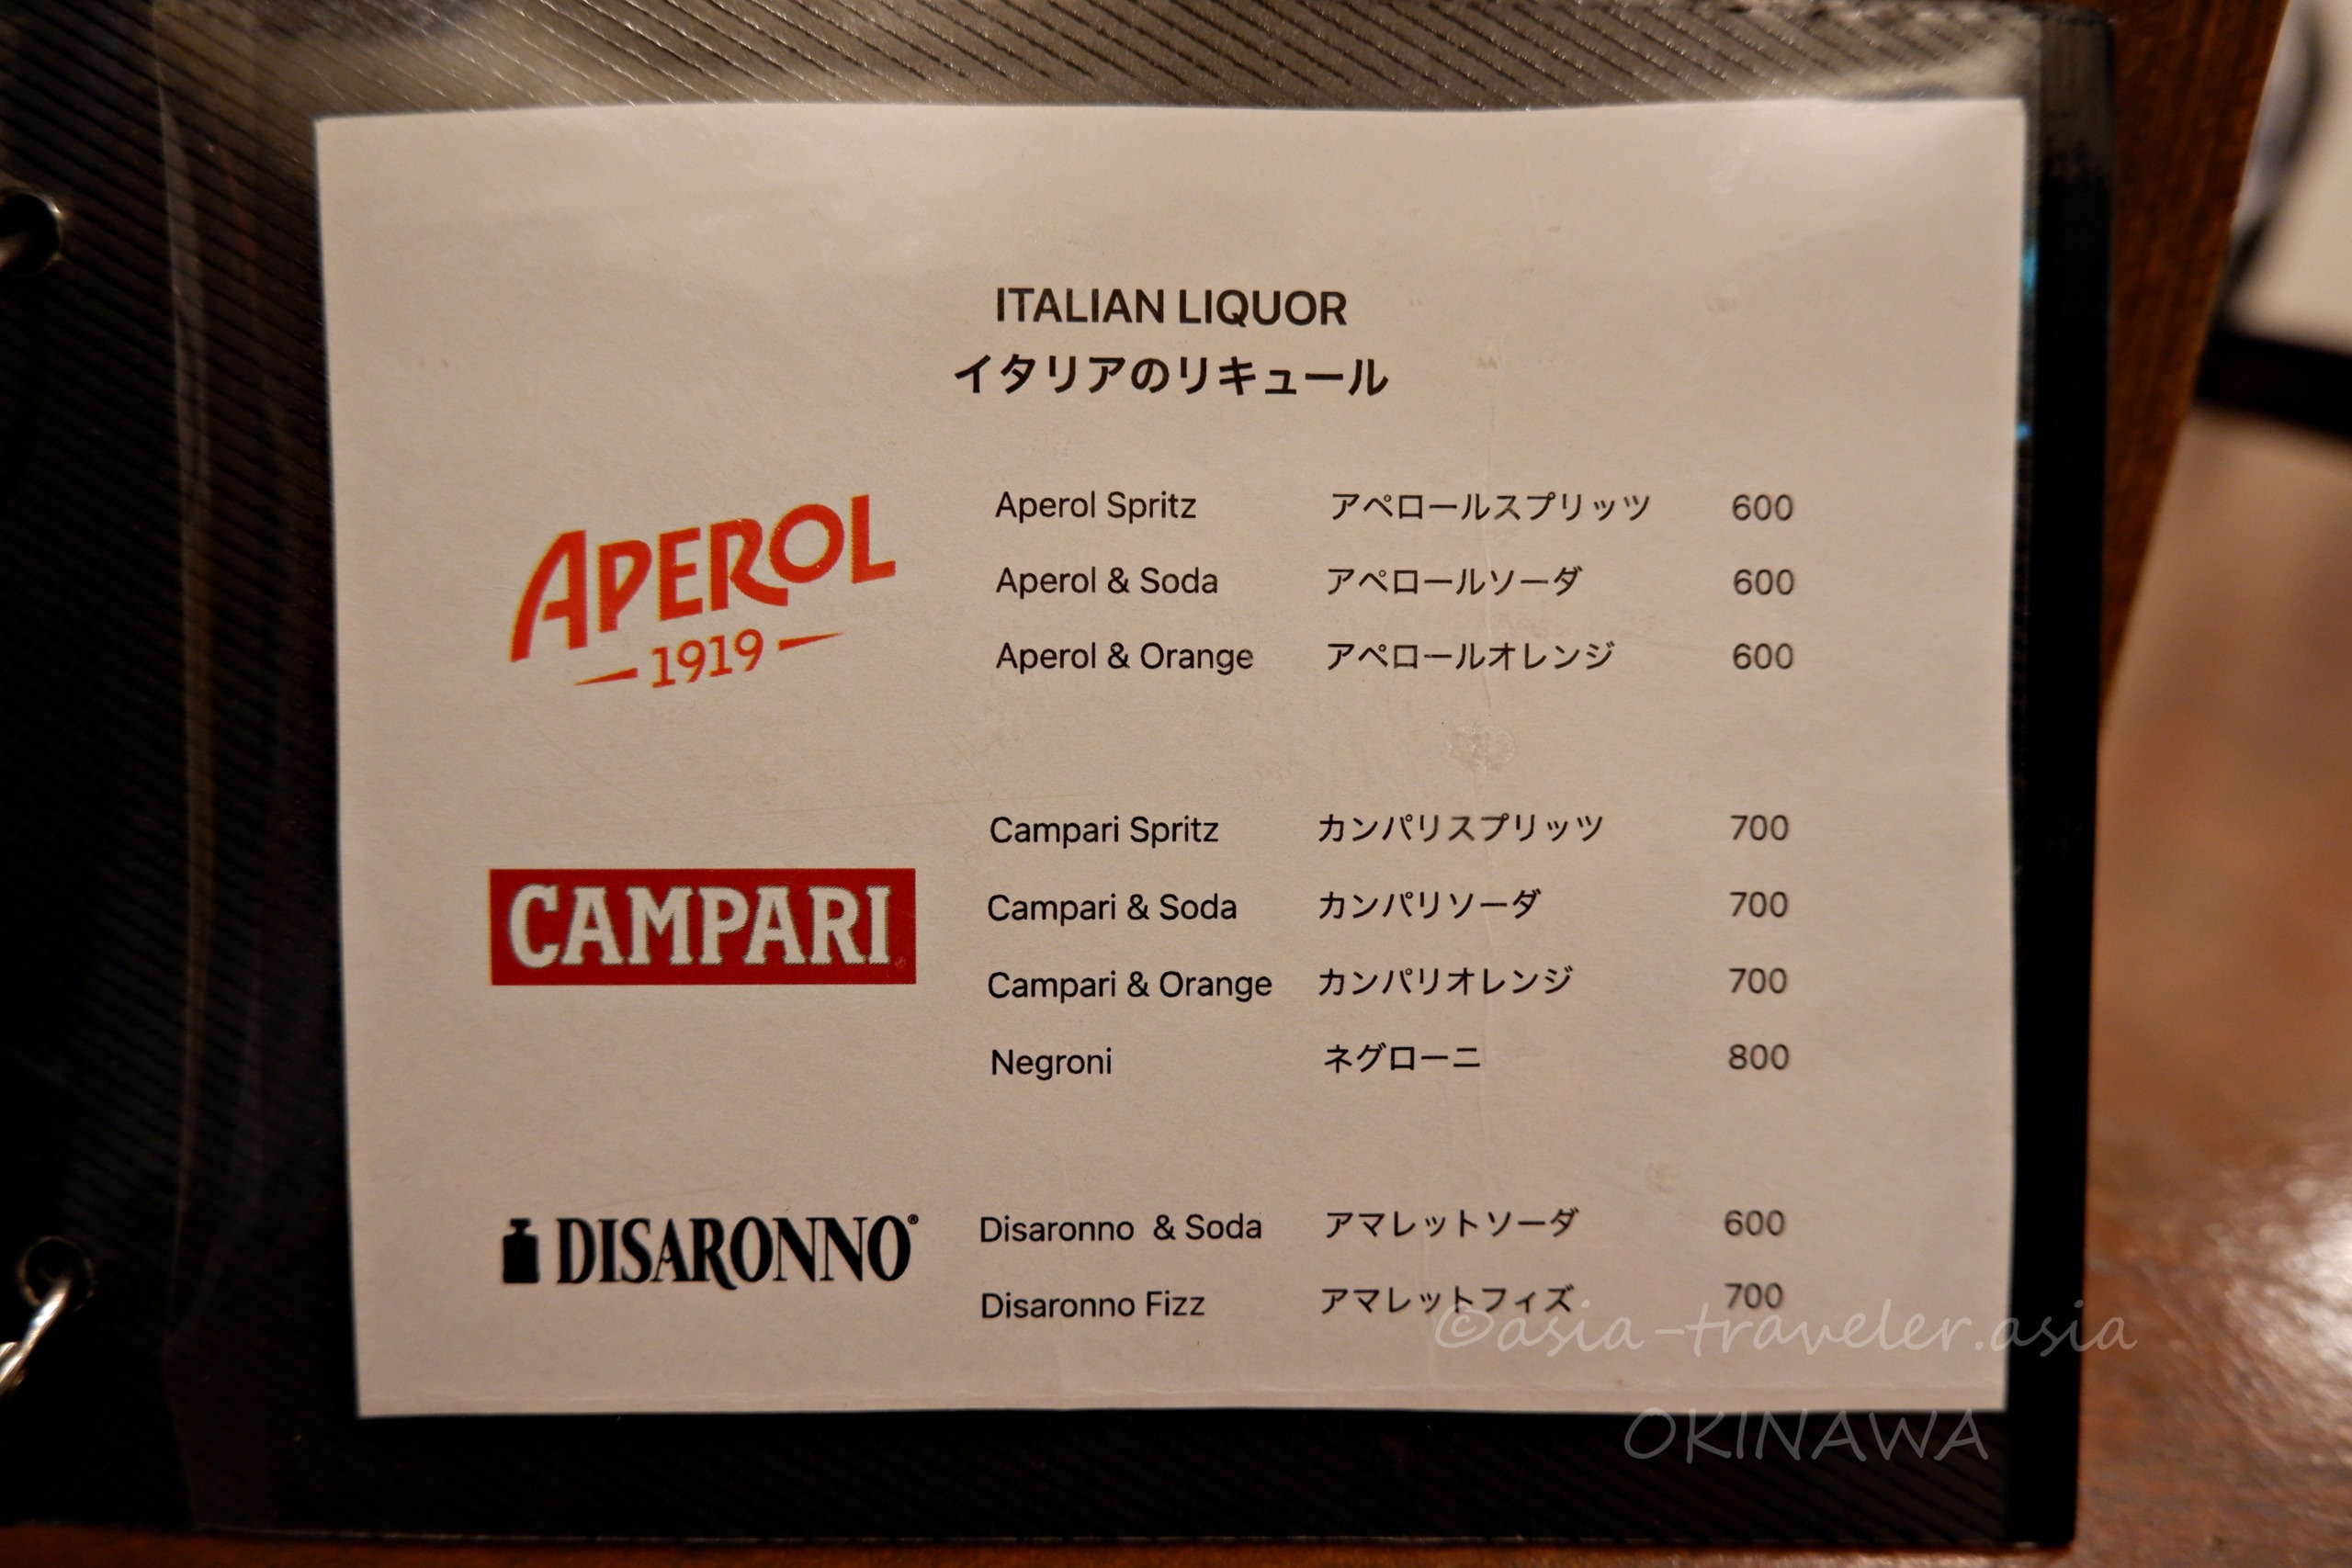 ITALIAN LIQUOR
イタリアのリキュール
APEROL
1919
Aperol Spritz アペロールスプリッツ 600
Aperol & Soda アペロールソーダ 600
Aperol & Orange アペロールオレンジ 600
CAMPARI
Campari Spritz カンパリスプリッツ 700
Campari & Soda カンパリソーダ 700
Campari & Orange カンパリオレンジ 700
Negroni ネグローニ 800
DISARONNO®
Disaronno & Soda アマレットソーダ 600
Disaronno Fizz アマレットフィズ 700
©asia-traveler.asia
OKINAWA